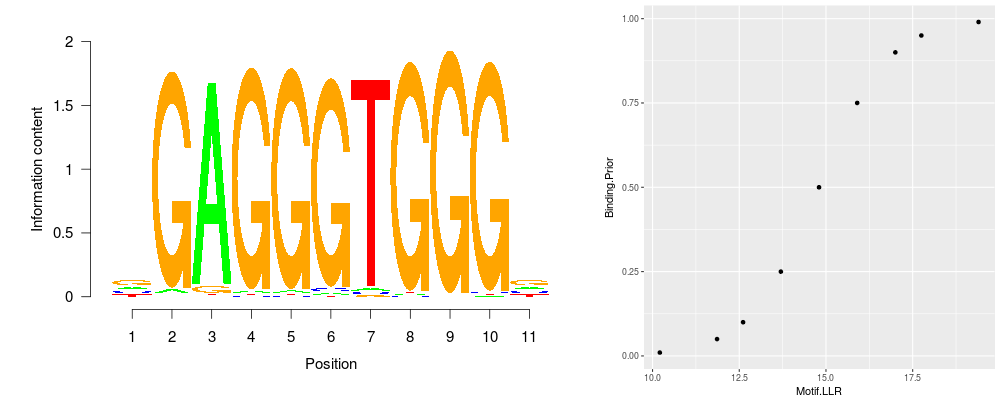 2
1.5
1
0.5
0
Information content
G A G G G T G G G
1 2 3 4 5 6 7 8 9 10 11
Position
1.00
0.75
0.50
0.25
0.00
Binding.Prior
10.0 12.5 15.0 17.5
Motif.LLR